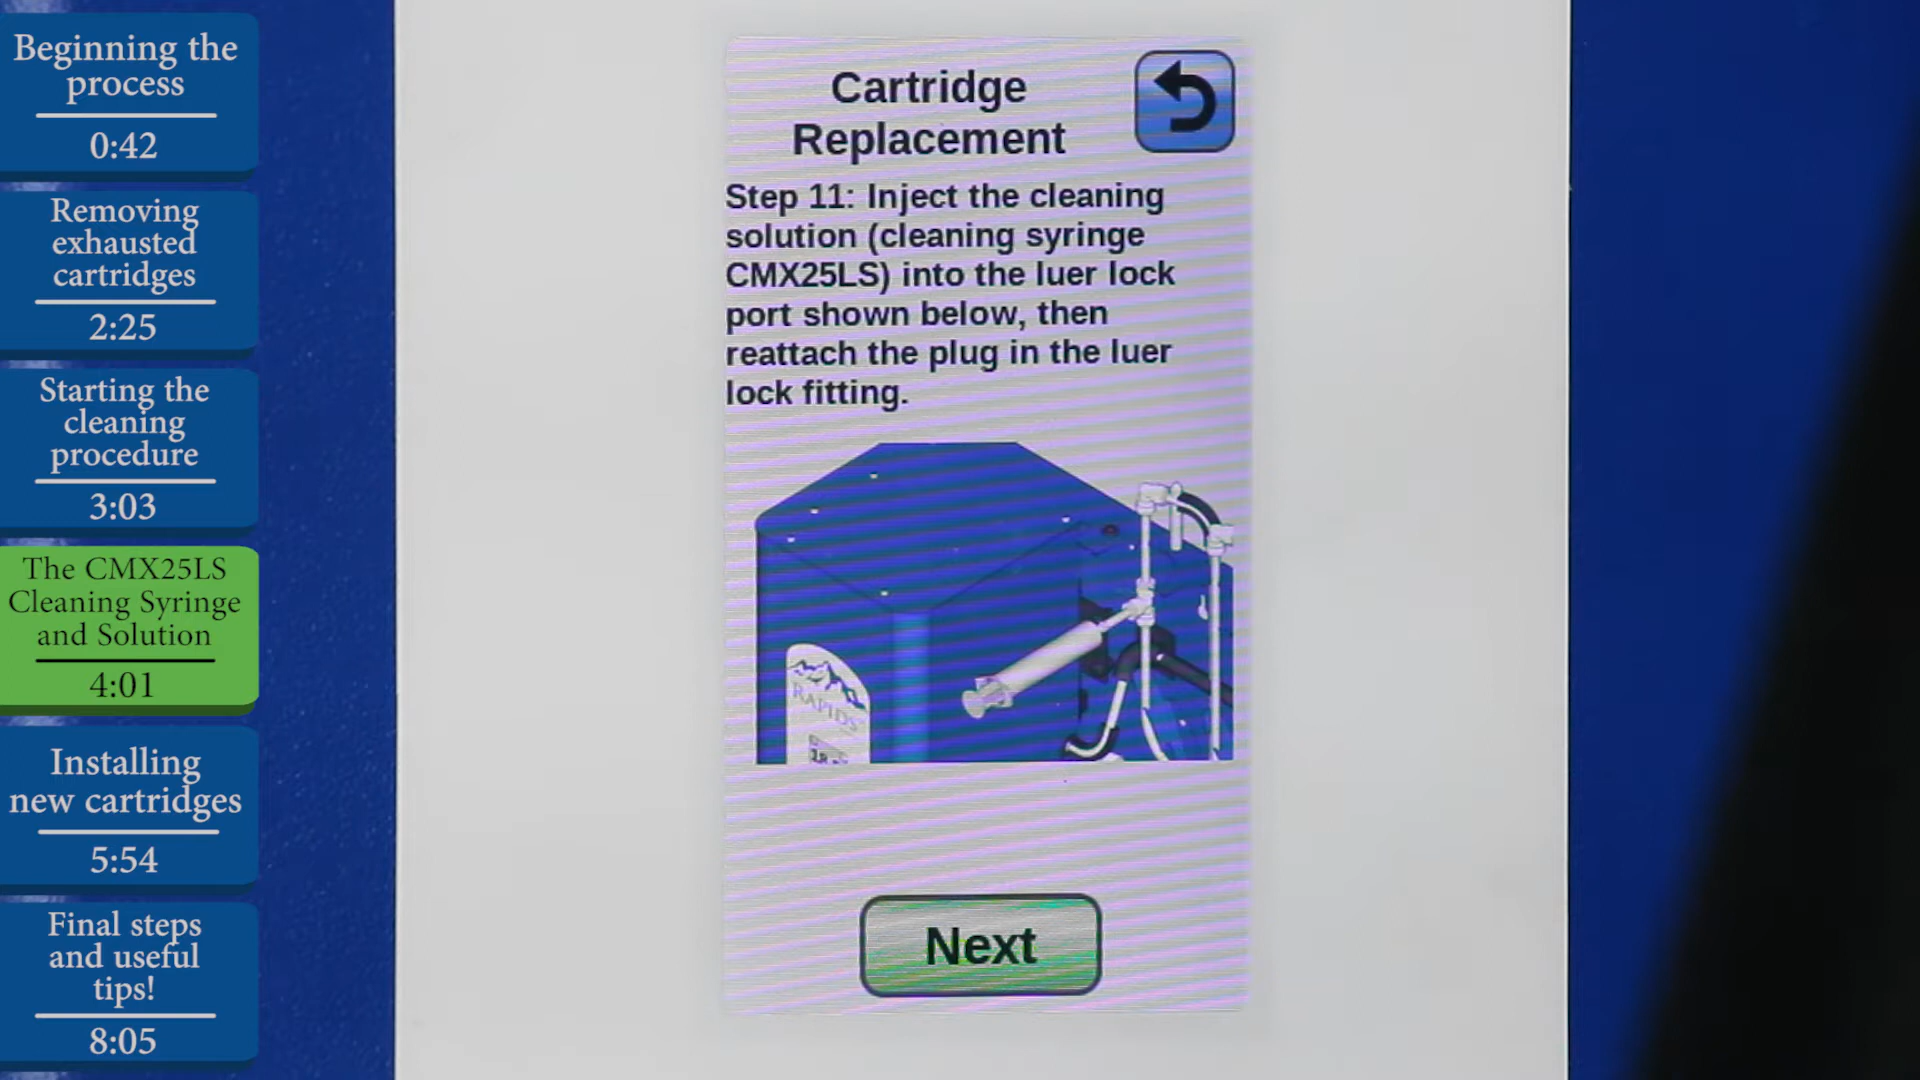 Beginning the
process
0:42
Removing
exhausted
cartridges
2:25
Starting the
cleaning
procedure
3:03
The CMX25LS
Cleaning Syringe
and Solution
4:01
Installing
new cartridges
5:54
Final steps
and useful
tips!
8:05
Cartridge
Replacement
Step 11: Inject the cleaning
solution (cleaning syringe
CMX25LS) into the luer lock
port shown below, then
reattach the plug in the luer
lock fitting.
RAPIDS
Next